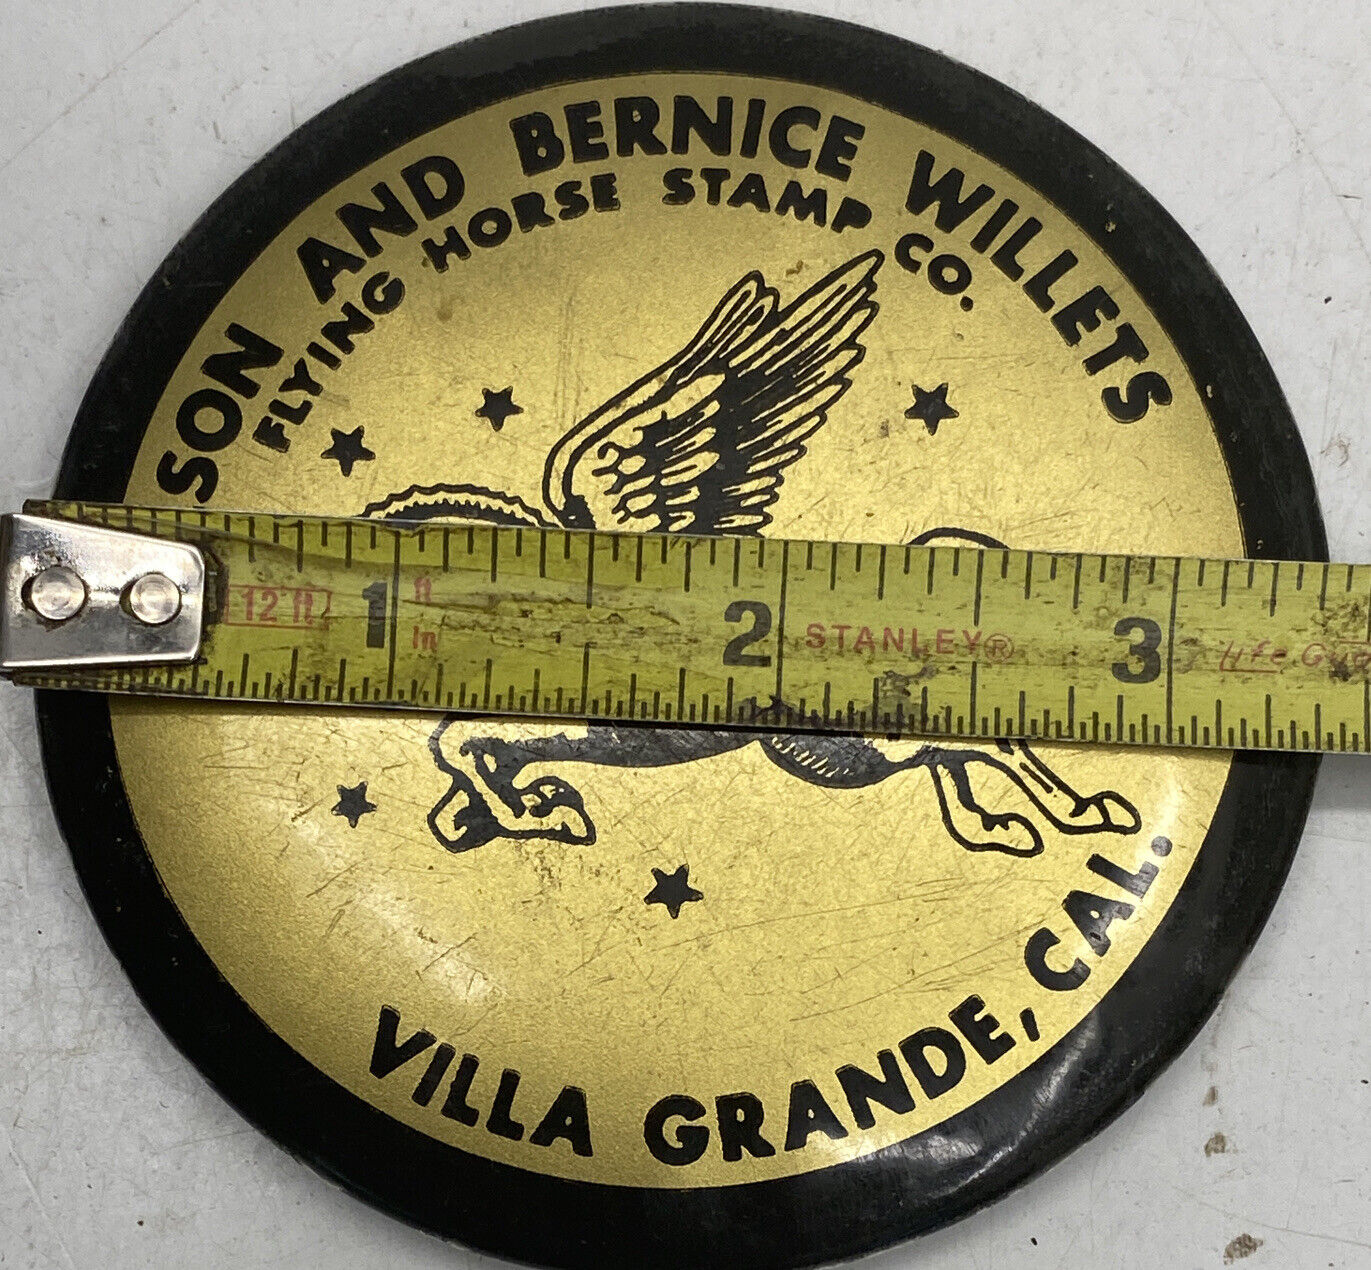 SON AND BERNICE WILLETS
FLYING HORSE STAMP CO.
12 ft
1
ft
in
2
STANLEY®
3
VILLA GRANDE, CAL.